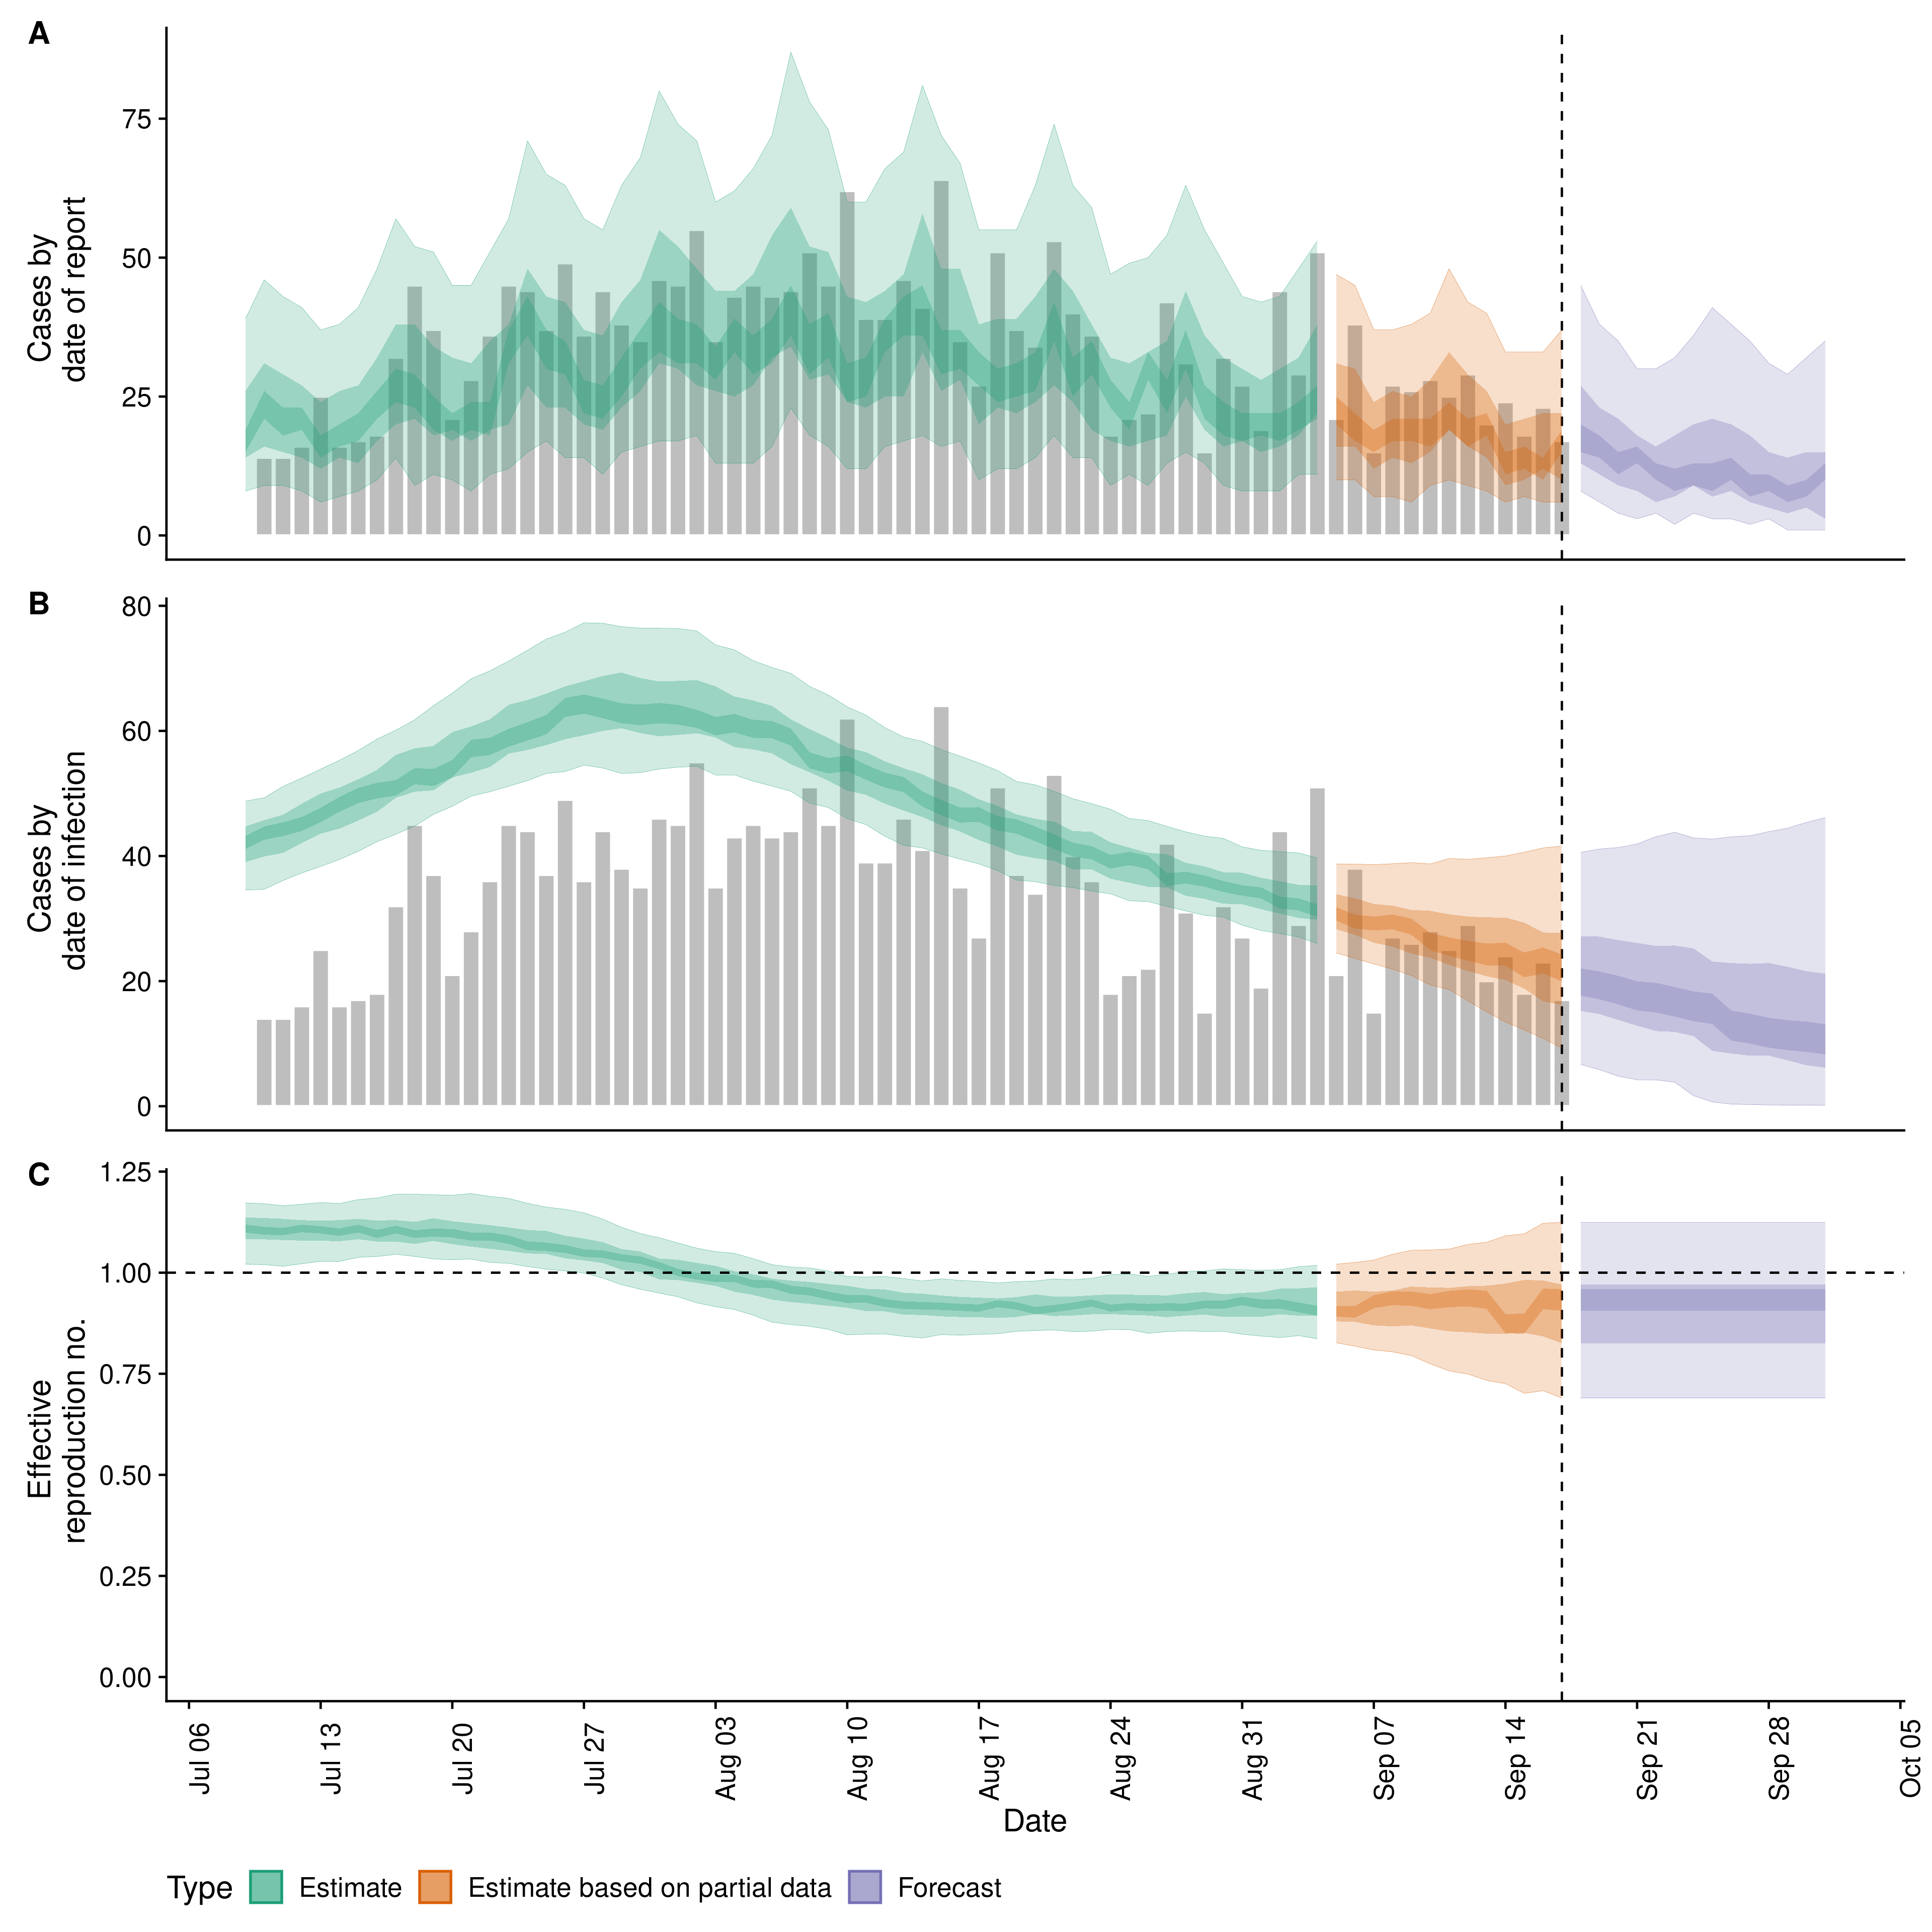 A
Cases by
date of report
75
50
25
0
B
Cases by
date of infection
80
60
40
20
0
C
Effective
reproduction no.
1.25
1.00
0.75
0.50
0.25
0.00
Jul 06
Jul 13
Jul 20
Jul 27
Aug 03
Aug 10
Aug 17
Aug 24
Aug 31
Sep 07
Sep 14
Sep 21
Sep 28
Oct 05
Date
Type Estimate Estimate based on partial data Forecast